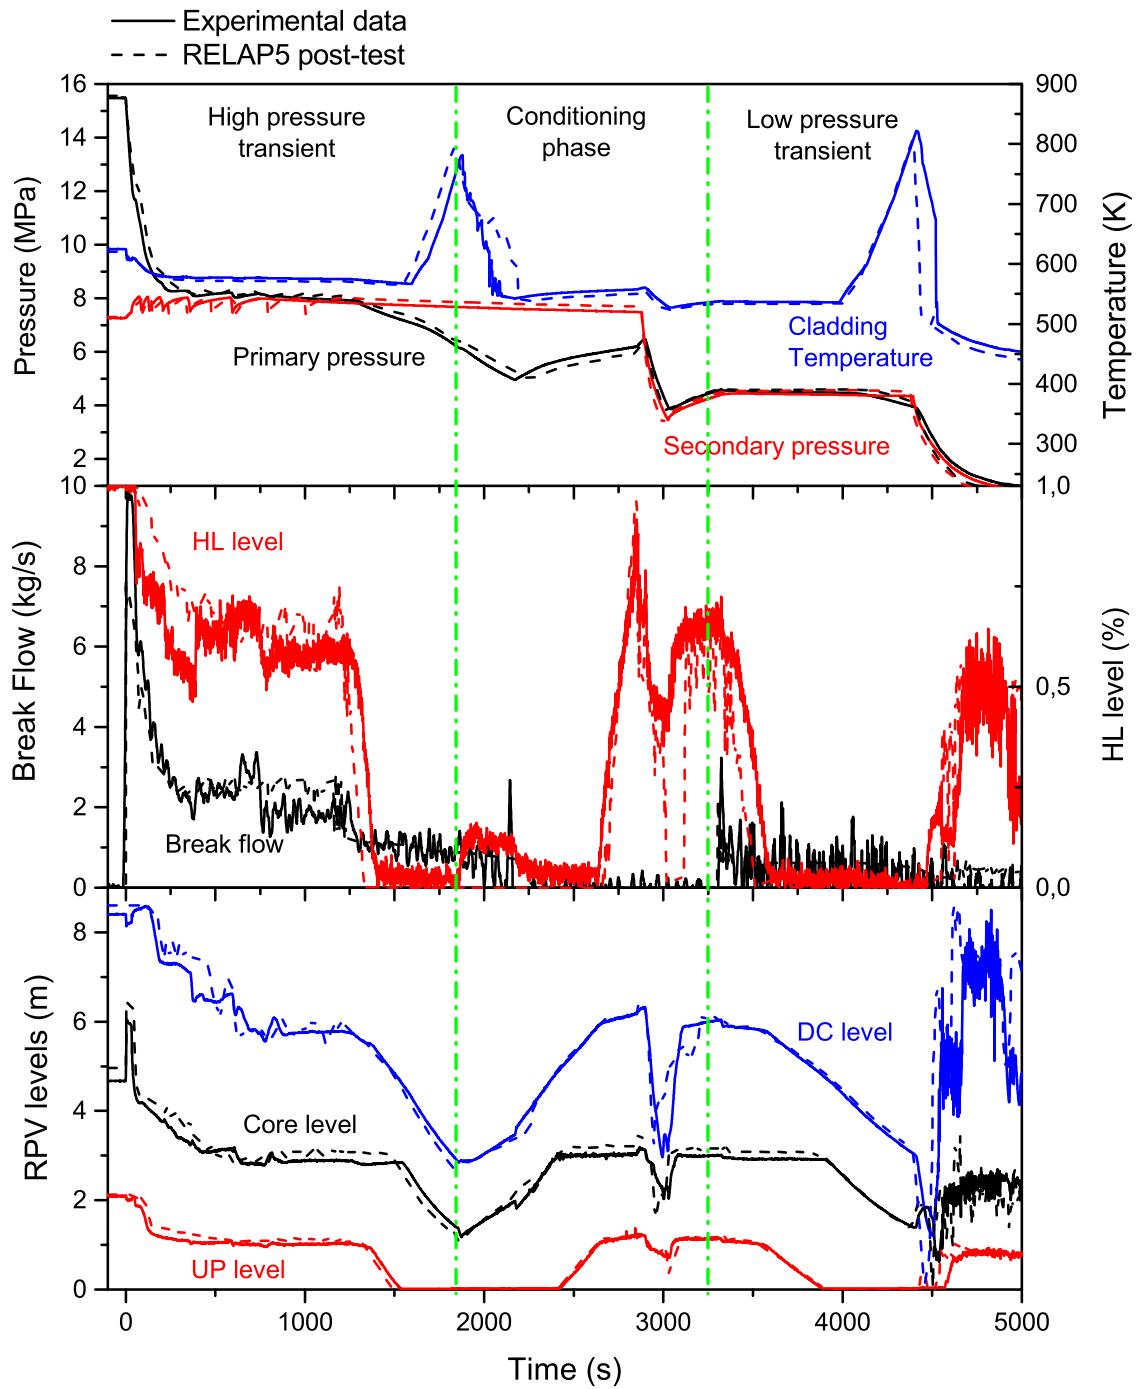 Experimental data
RELAP5 post-test
16
14
12
10
8
6
4
2
Pressure (MPa)
High pressure
transient
Conditioning
phase
Low pressure
transient
Primary pressure
Cladding
Temperature
Secondary pressure
900
800
700
600
500
400
300
Temperature (K)
10
8
6
4
2
0
Break Flow (kg/s)
HL level
Break flow
1,0
0,5
0,0
HL level (%)
8
6
4
2
0
RPV levels (m)
DC level
Core level
UP level
0
1000
2000
3000
4000
5000
Time (s)